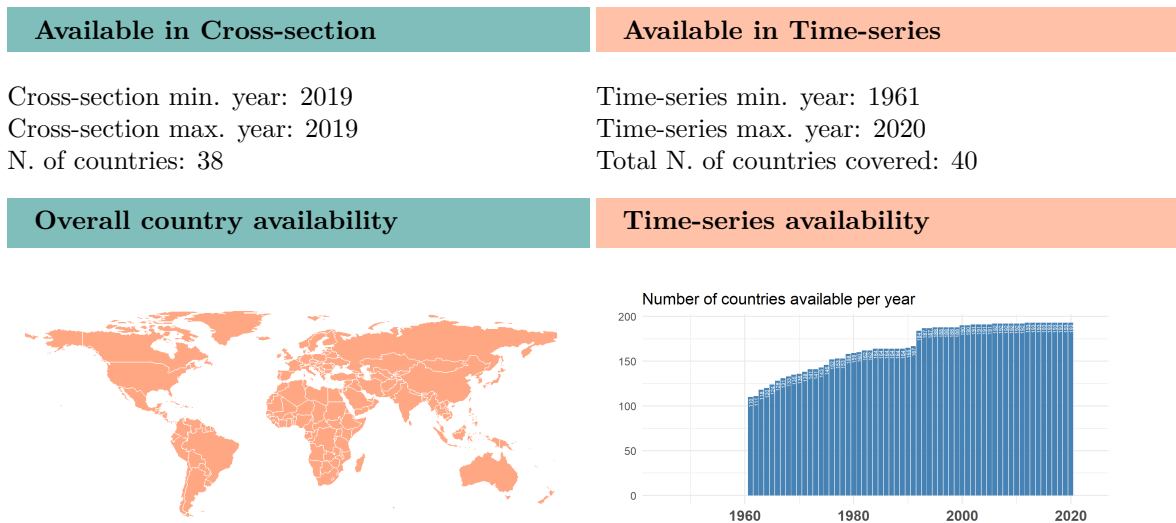 Available in Cross-section
Available in Time-series
Cross-section min. year: 2019
Cross-section max. year: 2019
N. of countries: 38
Time-series min. year: 1961
Time-series max. year: 2020
Total N. of countries covered: 40
Overall country availability
Time-series availability
Number of countries available per year
200
150
100
50
0
1960 1980 2000 2020